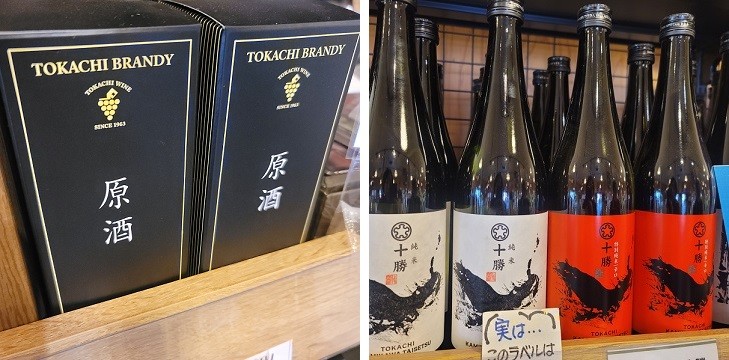 TOKACHI BRANDY
TOKACHI WINE
SINCE 1963
原酒
TOKACHI BRANDY
TOKACHI WINE
SINCE 1963
原酒
純米
十勝
TOKACHI
純米
十勝
十勝
TOKACHI
十勝
実は…
このラベルは